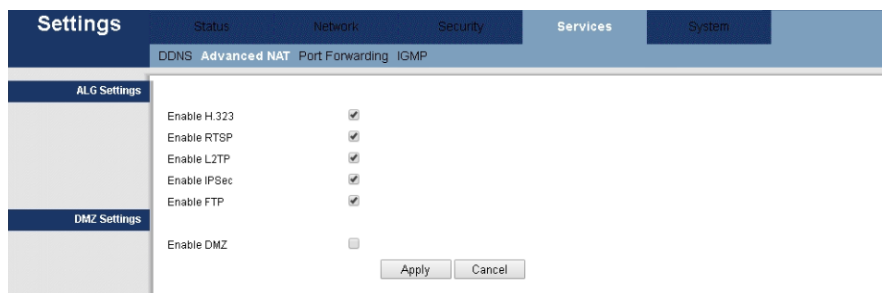 Settings Status Network Security Services System
DDNS Advanced NAT Port Forwarding IGMP
ALG Settings
Enable H.323
Enable RTSP
Enable L2TP
Enable IPSec
Enable FTP
DMZ Settings
Enable DMZ
Apply Cancel